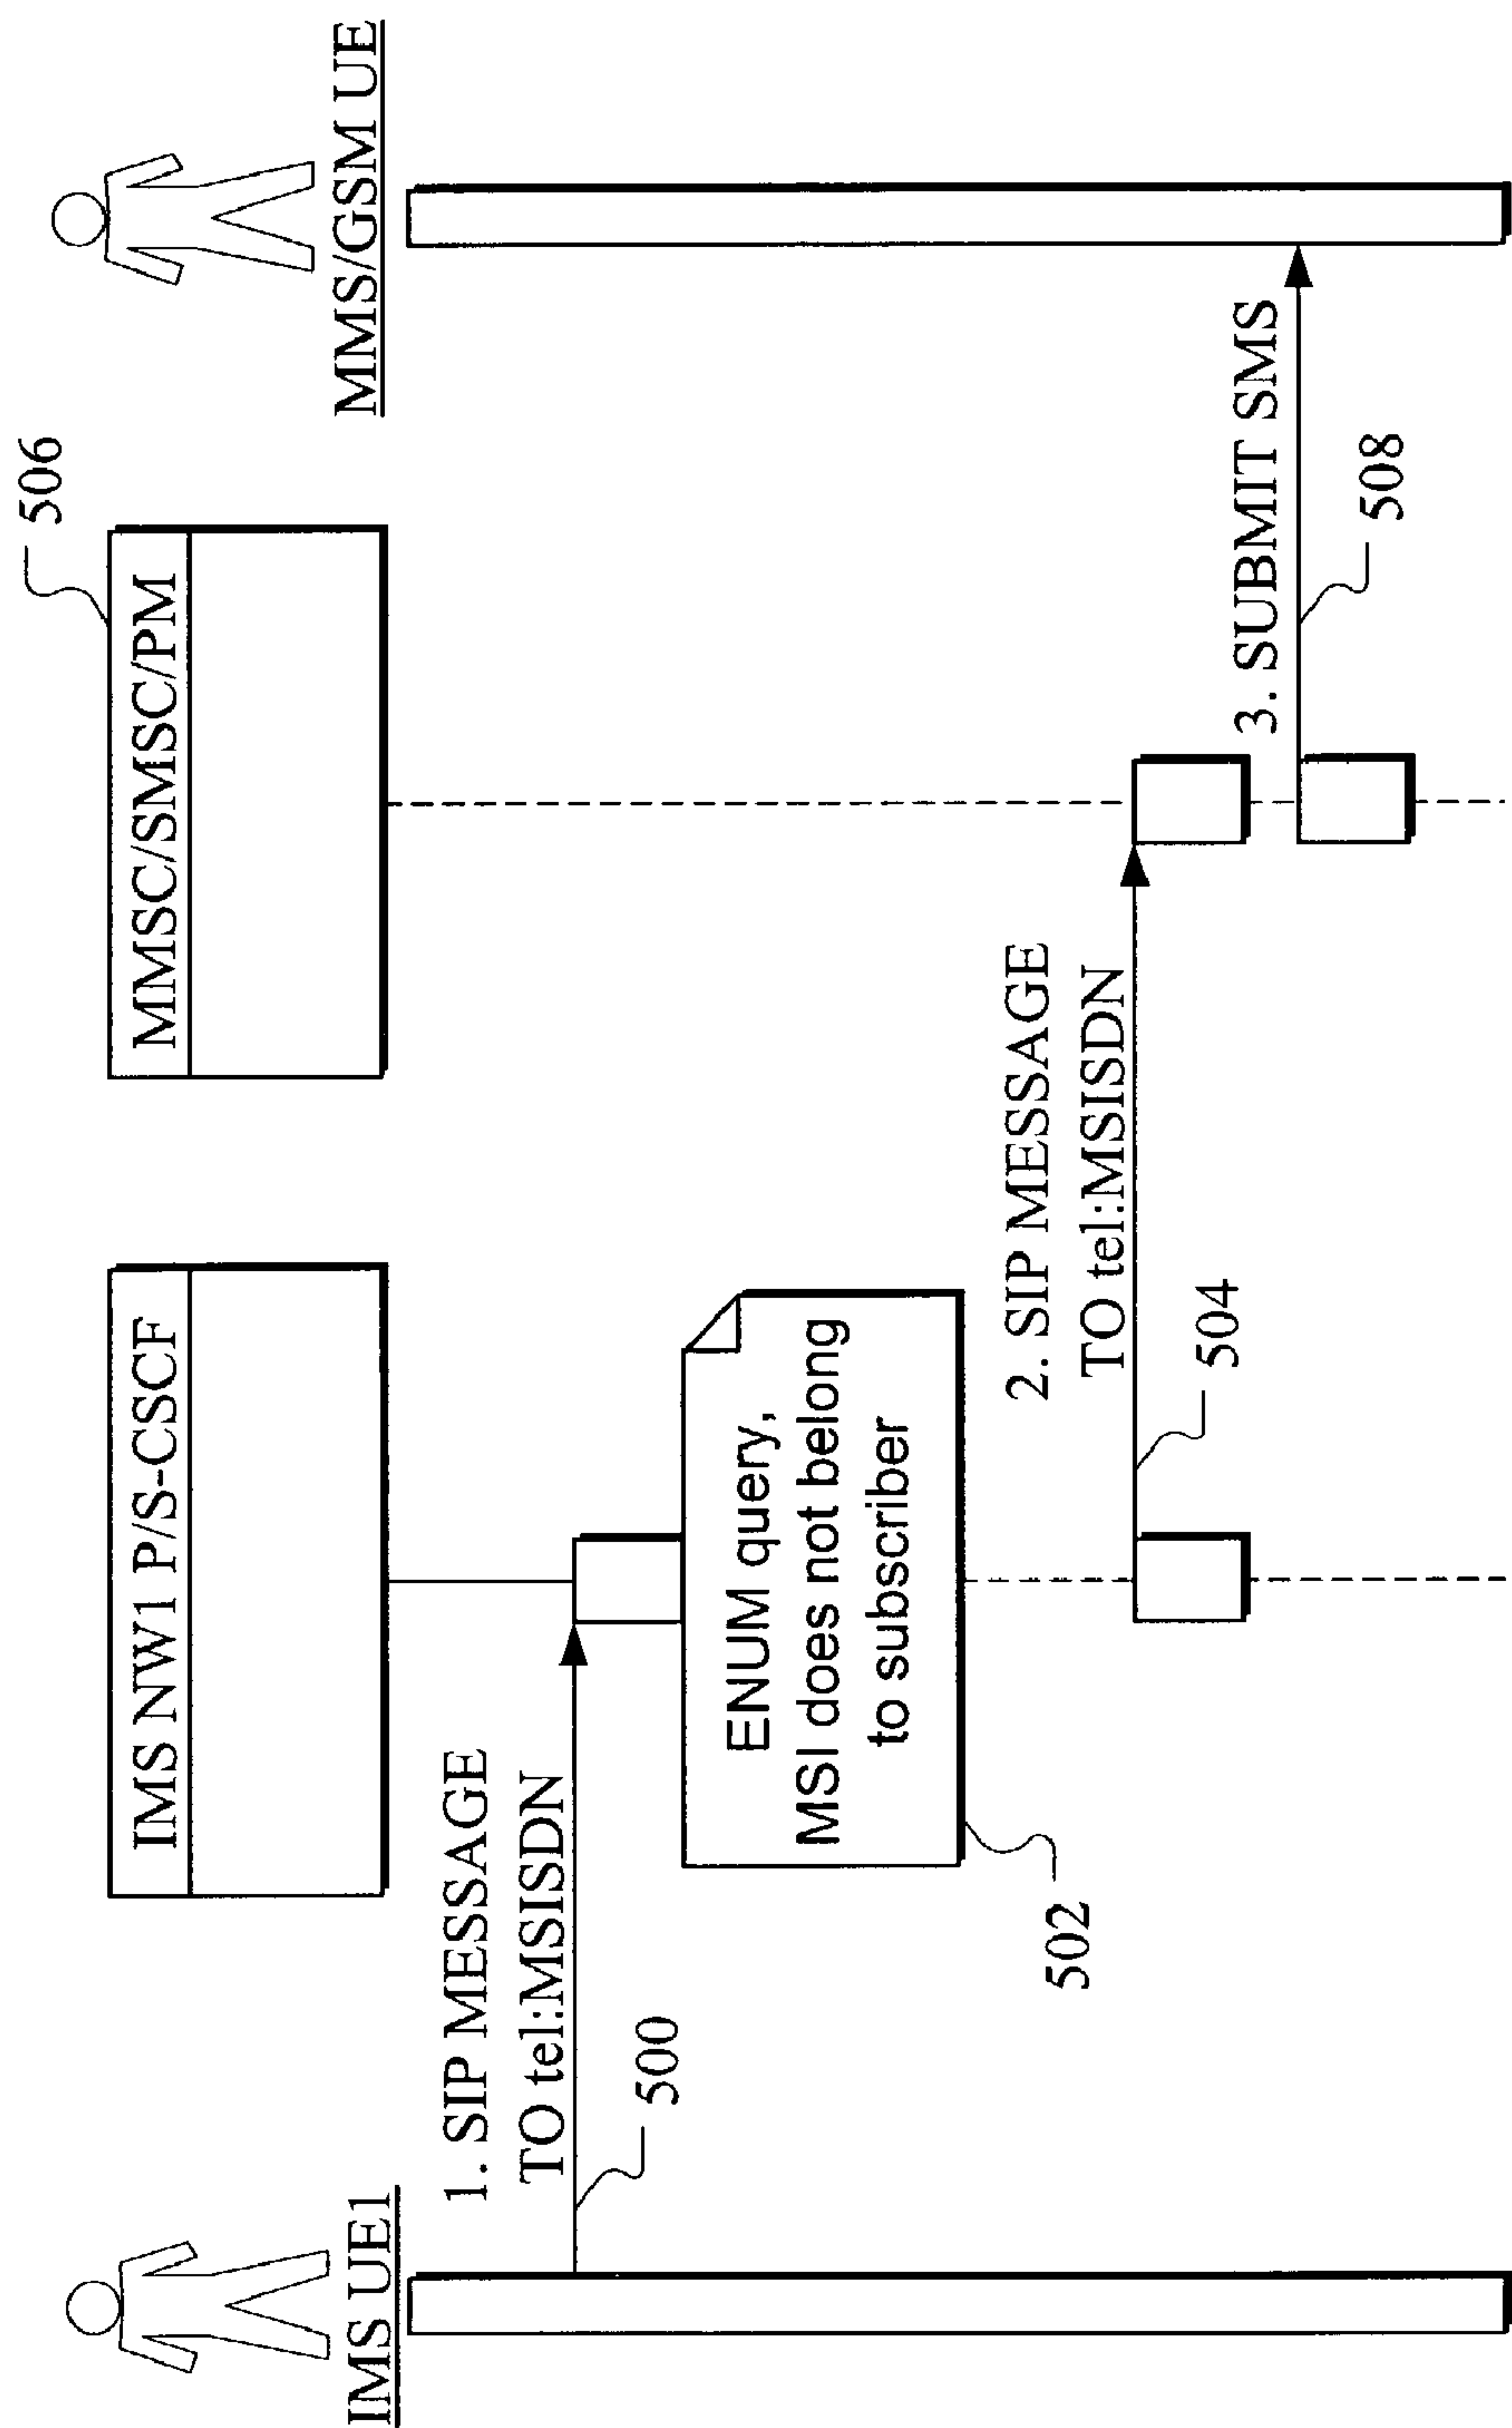 IMS UE1
IMS NW1 P/S-CSCF
MMSC/SMSC/PM
506
MMS/GSM UE
1. SIP MESSAGE
TO tel:MSISDN
500
ENUM query,
MSI does not belong
to subscriber
502
2. SIP MESSAGE
TO tel:MSISDN
504
3. SUBMIT SMS
508